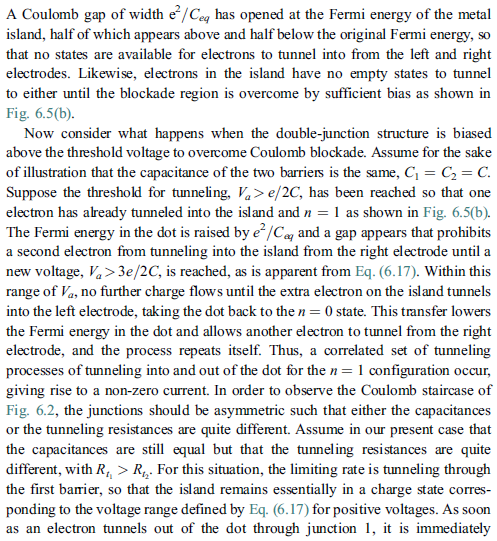 A Coulomb gap of width e²/C_eq has opened at the Fermi energy of the metal
island, half of which appears above and half below the original Fermi energy, so
that no states are available for electrons to tunnel into from the left and right
electrodes. Likewise, electrons in the island have no empty states to tunnel
to either until the blockade region is overcome by sufficient bias as shown in
Fig. 6.5(b).
Now consider what happens when the double-junction structure is biased
above the threshold voltage to overcome Coulomb blockade. Assume for the sake
of illustration that the capacitance of the two barriers is the same, C₁ = C₂ = C.
Suppose the threshold for tunneling, Vₐ > e/2C, has been reached so that one
electron has already tunneled into the island and n = 1 as shown in Fig. 6.5(b).
The Fermi energy in the dot is raised by e²/C_eq and a gap appears that prohibits
a second electron from tunneling into the island from the right electrode until a
new voltage, Vₐ > 3e/2C, is reached, as is apparent from Eq. (6.17). Within this
range of Vₐ, no further charge flows until the extra electron on the island tunnels
into the left electrode, taking the dot back to the n = 0 state. This transfer lowers
the Fermi energy in the dot and allows another electron to tunnel from the right
electrode, and the process repeats itself. Thus, a correlated set of tunneling
processes of tunneling into and out of the dot for the n = 1 configuration occur,
giving rise to a non-zero current. In order to observe the Coulomb staircase of
Fig. 6.2, the junctions should be asymmetric such that either the capacitances
or the tunneling resistances are quite different. Assume in our present case that
the capacitances are still equal but that the tunneling resistances are quite
different, with R_t₁ > R_t₂. For this situation, the limiting rate is tunneling through
the first barrier, so that the island remains essentially in a charge state corres-
ponding to the voltage range defined by Eq. (6.17) for positive voltages. As soon
as an electron tunnels out of the dot through junction 1, it is immediately